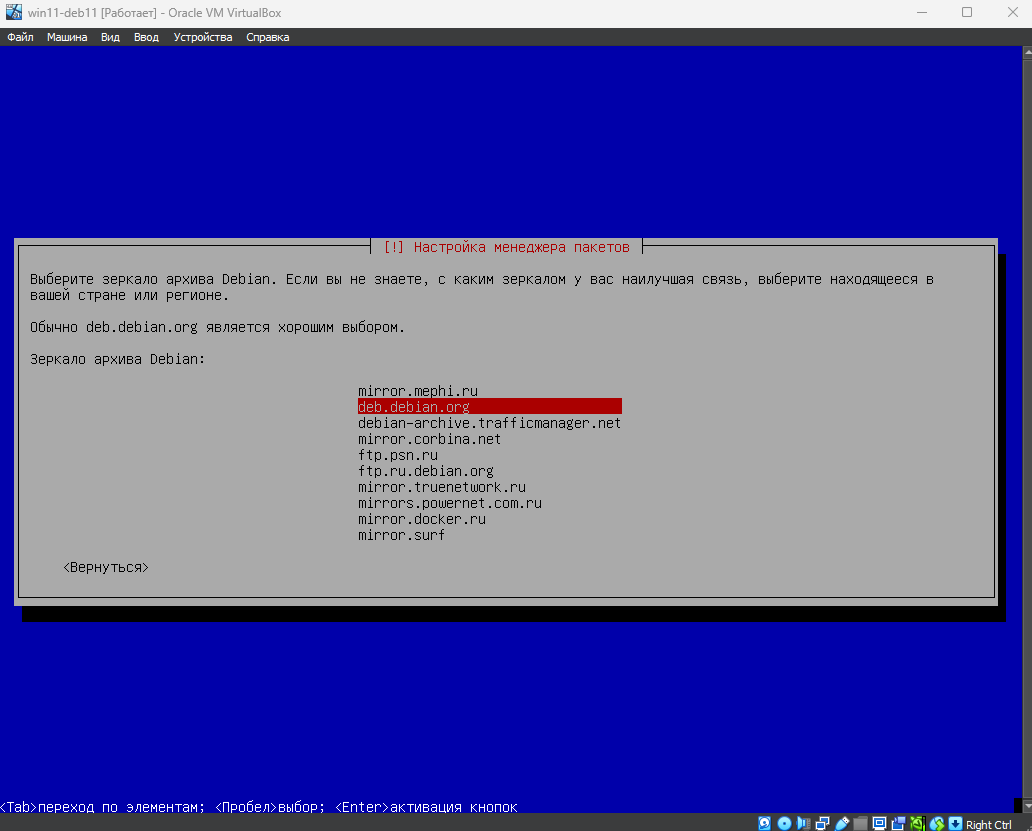 win11-deb11 [Работает] - Oracle VM VirtualBox
Файл Машина Вид Ввод Устройства Справка
[!] Настройка менеджера пакетов
Выберите зеркало архива Debian. Если вы не знаете, с каким зеркалом у вас наилучшая связь, выберите находящееся в
вашей стране или регионе.
Обычно deb.debian.org является хорошим выбором.
Зеркало архива Debian:
mirror.mephi.ru
deb.debian.org
debian-archive.trafficmanager.net
mirror.corbina.net
ftp.psn.ru
ftp.ru.debian.org
mirror.truenetwork.ru
mirrors.powernet.com.ru
mirror.docker.ru
mirror.surf
<Вернуться>
<Tab>переход по элементам; <Пробел>выбор; <Enter>активация кнопок
Right Ctrl